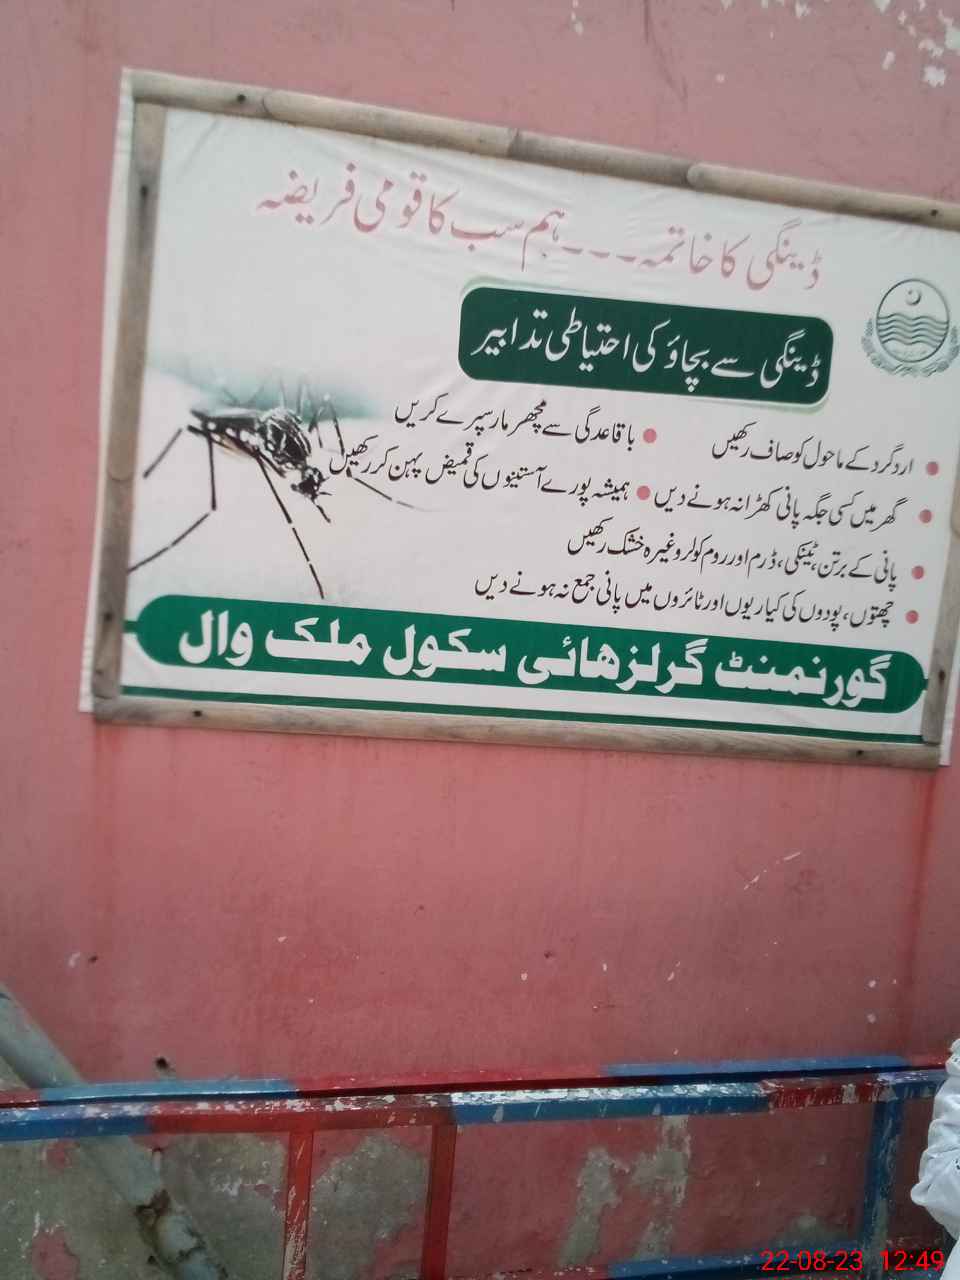 ڈینگی کا خاتمہ۔۔۔ہم سب کا قومی فریضہ
ڈینگی سے بچاؤ کی احتیاطی تدابیر
اردگرد کے ماحول کو صاف رکھیں
باقاعدگی سے مچھر مار سپرے کریں
گھر میں کسی جگہ پانی کھڑا نہ ہونے دیں
ہمیشہ پورے آستینوں کی قمیض پہن کر رکھیں
پانی کے برتن، ٹینکی، ڈرم اور روم کولر وغیرہ خشک رکھیں
چھتوں، پودوں کی کیاریوں اور ٹائروں میں پانی جمع نہ ہونے دیں
گورنمنٹ گرلز ھائی سکول ملک وال
22-08-23 12:49